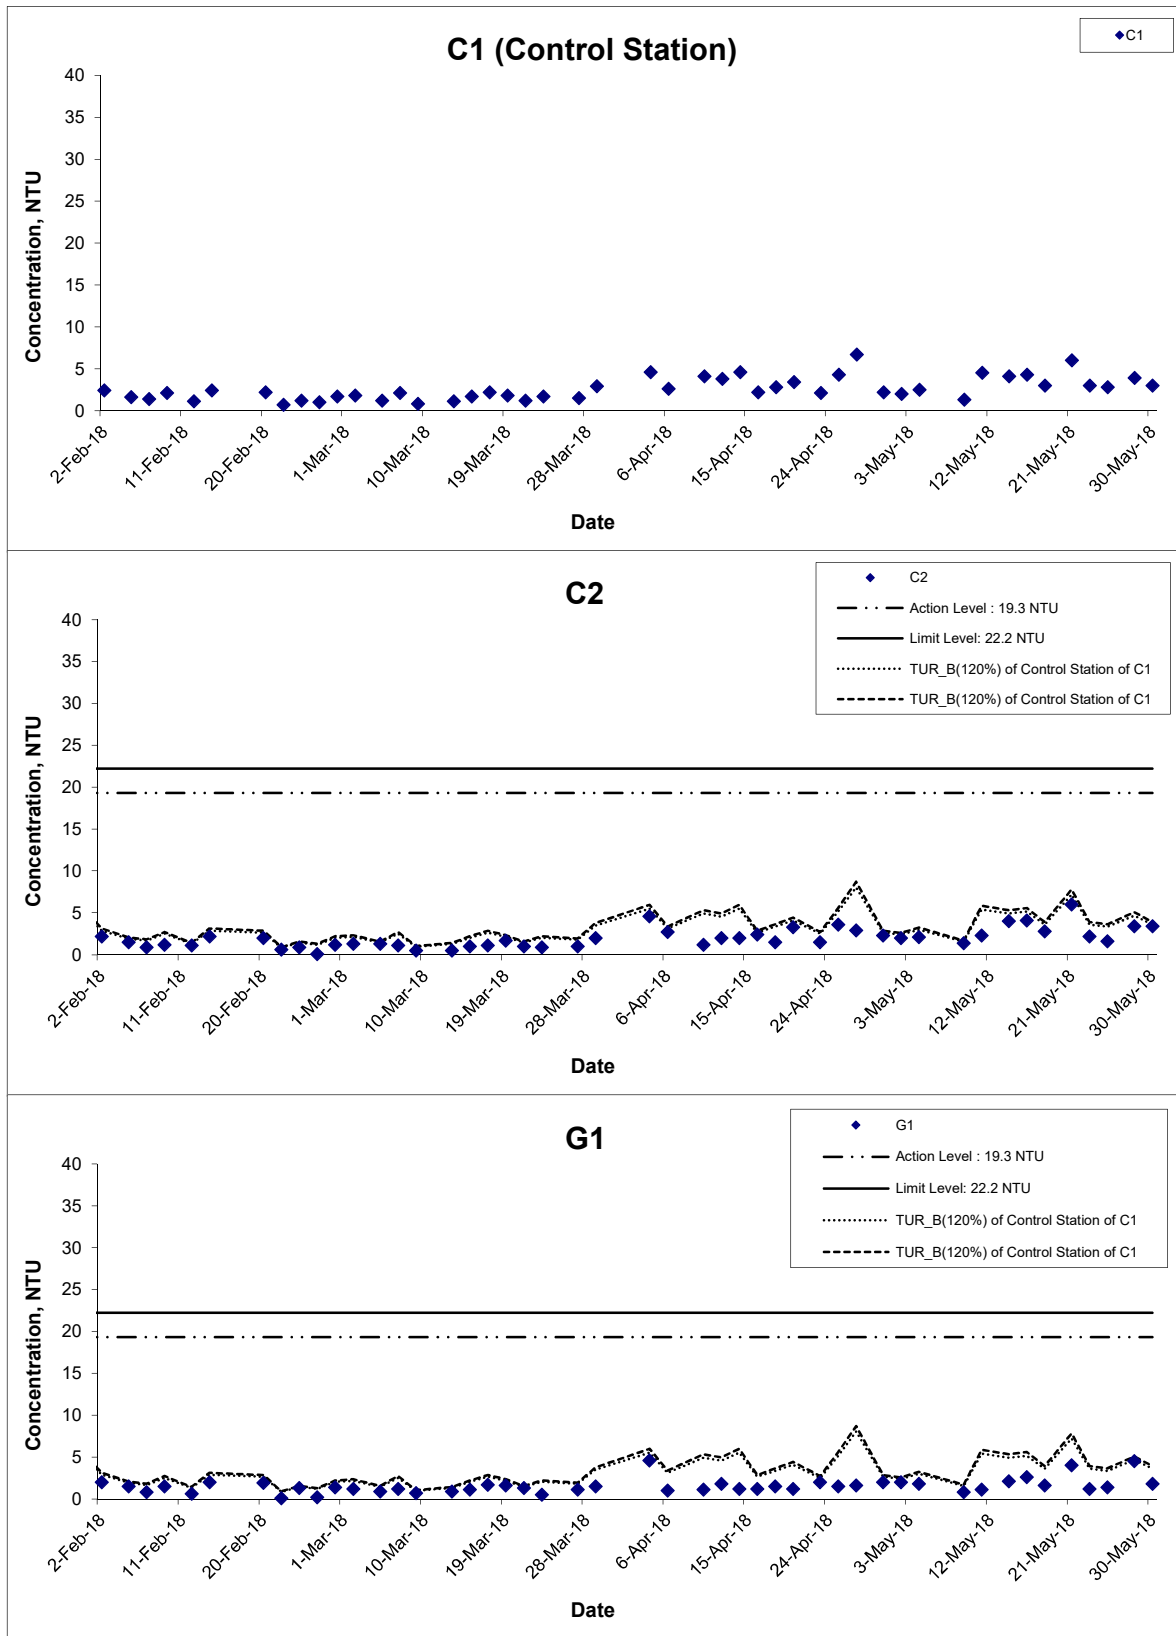 C1 (Control Station)
C1
Concentration, NTU
40
35
30
25
20
15
10
5
0
2-Feb-18
11-Feb-18
20-Feb-18
1-Mar-18
10-Mar-18
19-Mar-18
28-Mar-18
6-Apr-18
15-Apr-18
24-Apr-18
3-May-18
12-May-18
21-May-18
30-May-18
Date
C2
C2
Action Level : 19.3 NTU
Limit Level: 22.2 NTU
TUR_B(120%) of Control Station of C1
TUR_B(120%) of Control Station of C1
Concentration, NTU
40
35
30
25
20
15
10
5
0
2-Feb-18
11-Feb-18
20-Feb-18
1-Mar-18
10-Mar-18
19-Mar-18
28-Mar-18
6-Apr-18
15-Apr-18
24-Apr-18
3-May-18
12-May-18
21-May-18
30-May-18
Date
G1
G1
Action Level : 19.3 NTU
Limit Level: 22.2 NTU
TUR_B(120%) of Control Station of C1
TUR_B(120%) of Control Station of C1
Concentration, NTU
40
35
30
25
20
15
10
5
0
2-Feb-18
11-Feb-18
20-Feb-18
1-Mar-18
10-Mar-18
19-Mar-18
28-Mar-18
6-Apr-18
15-Apr-18
24-Apr-18
3-May-18
12-May-18
21-May-18
30-May-18
Date